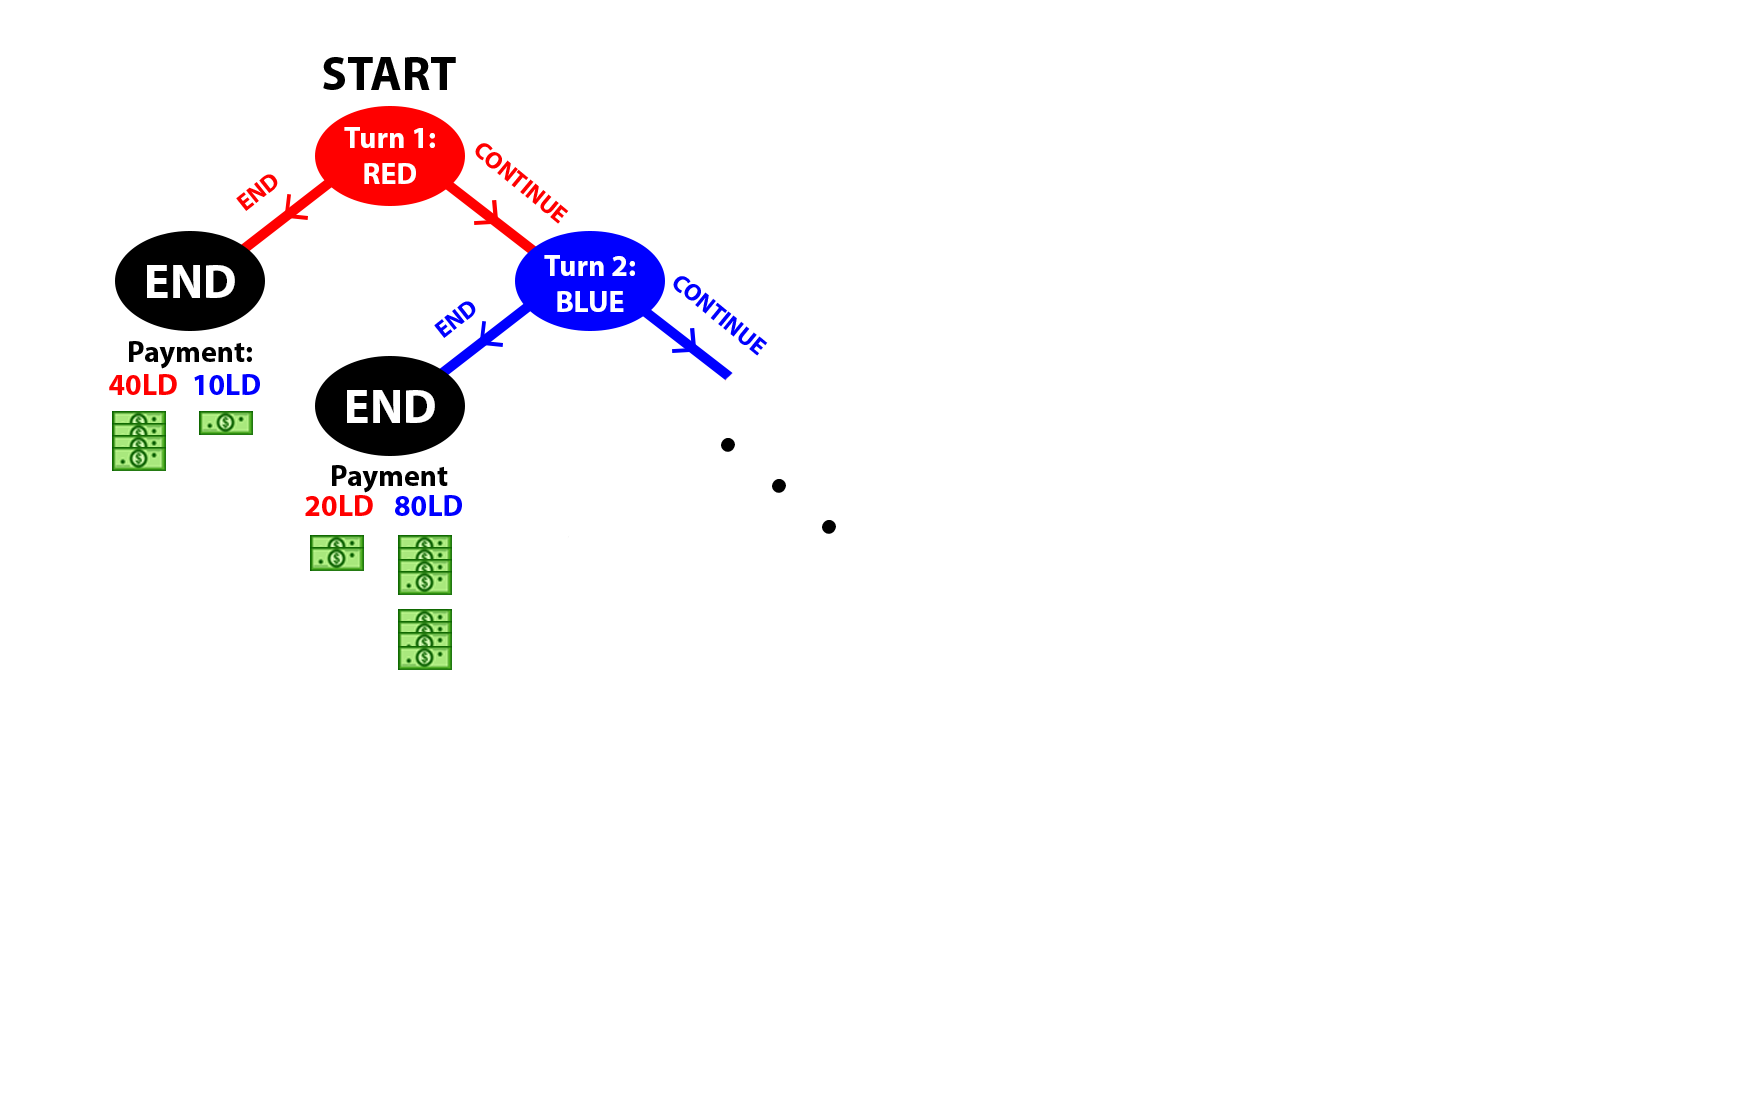 START
Turn 1:
RED
END
CONTINUE
END
Payment:
40LD 10LD
Turn 2:
BLUE
END
CONTINUE
END
Payment
20LD 80LD